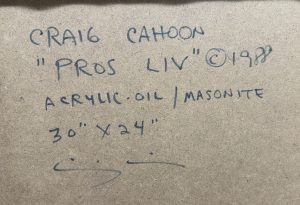 CRAIG CAHOON
"PROS LIV" © 1988
ACRYLIC-OIL / MASONITE
30" X 24"